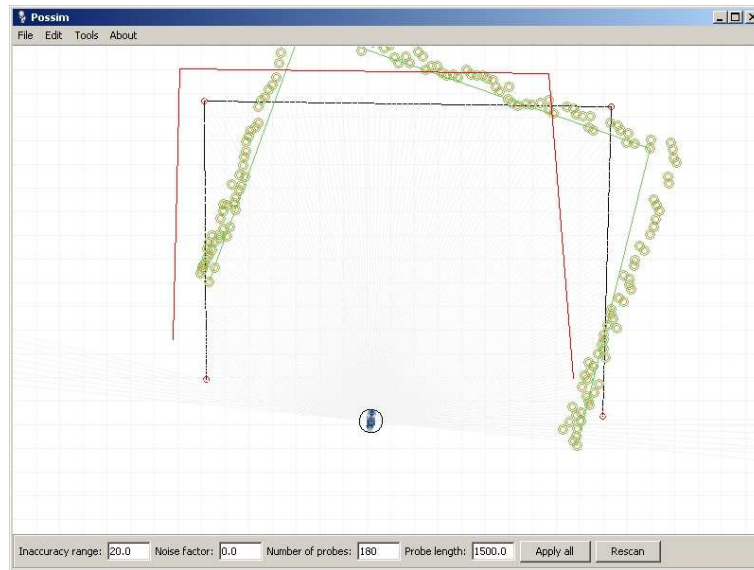 Possim
File Edit Tools About
Inaccuracy range: 20.0 Noise factor: 0.0 Number of probes: 180 Probe length: 1500.0 Apply all Rescan